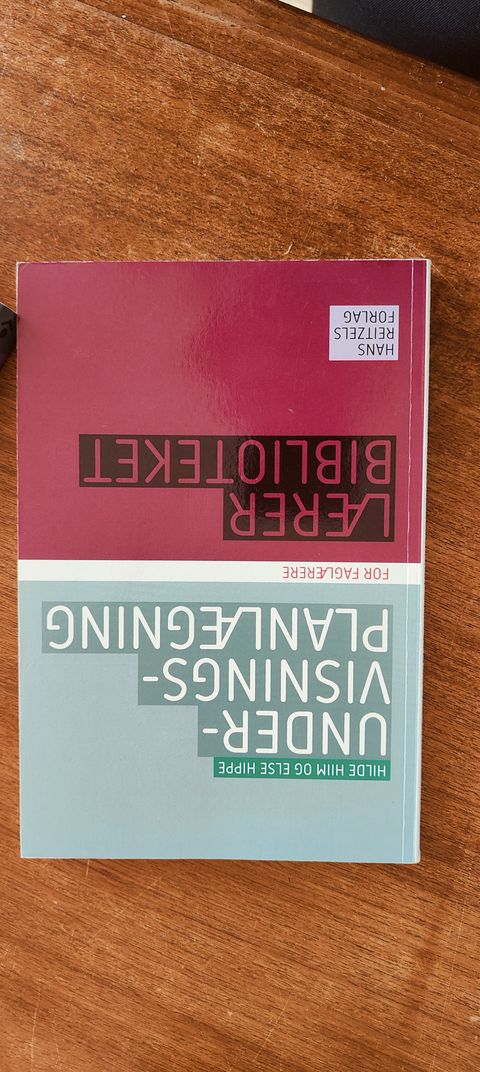 HILDE HIIM OG ELSE HIPPE
UNDER-
VISNINGS-
PLANLÆGNING
FOR FAGLÆRERE
LÆRER
BIBLIOTEKET
HANS
REITZELS
FORLAG